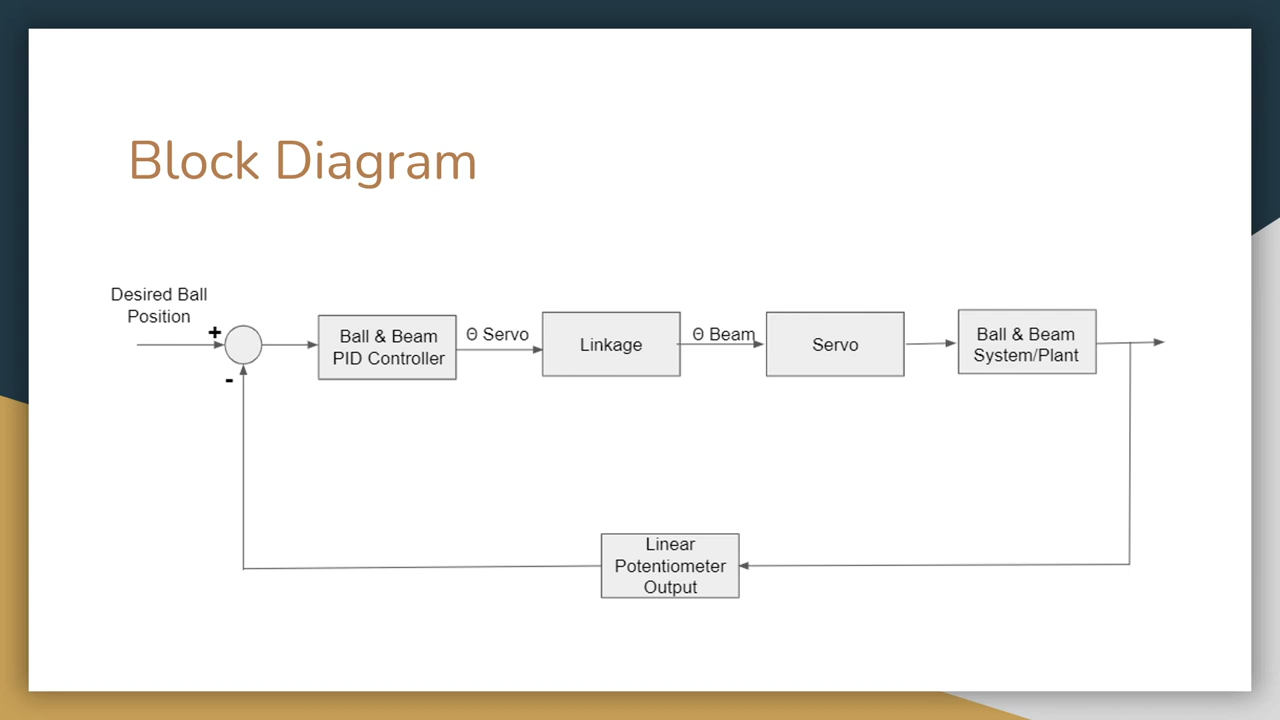 Block Diagram
Desired Ball
Position
+
-
Ball & Beam
PID Controller
Θ Servo
Linkage
Θ Beam
Servo
Ball & Beam
System/Plant
Linear
Potentiometer
Output